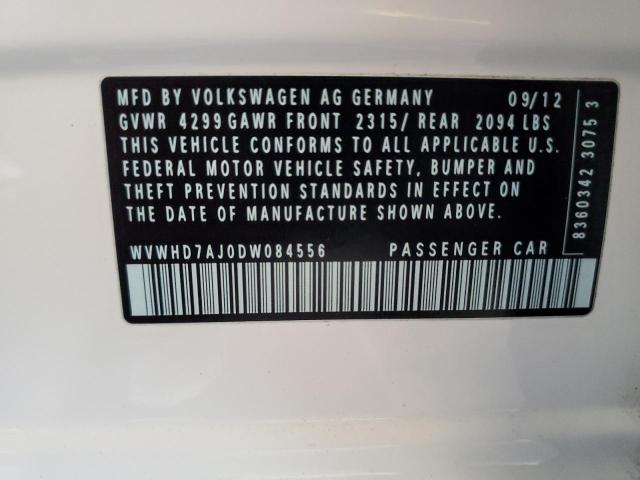 MFD BY VOLKSWAGEN AG GERMANY 09/12
GVWR 4299 GAWR FRONT 2315/ REAR 2094 LBS
THIS VEHICLE CONFORMS TO ALL APPLICABLE U.S.
FEDERAL MOTOR VEHICLE SAFETY, BUMPER AND
THEFT PREVENTION STANDARDS IN EFFECT ON
THE DATE OF MANUFACTURE SHOWN ABOVE.
WVWHD7AJ0DW084556 PASSENGER CAR
8360342 3075 3